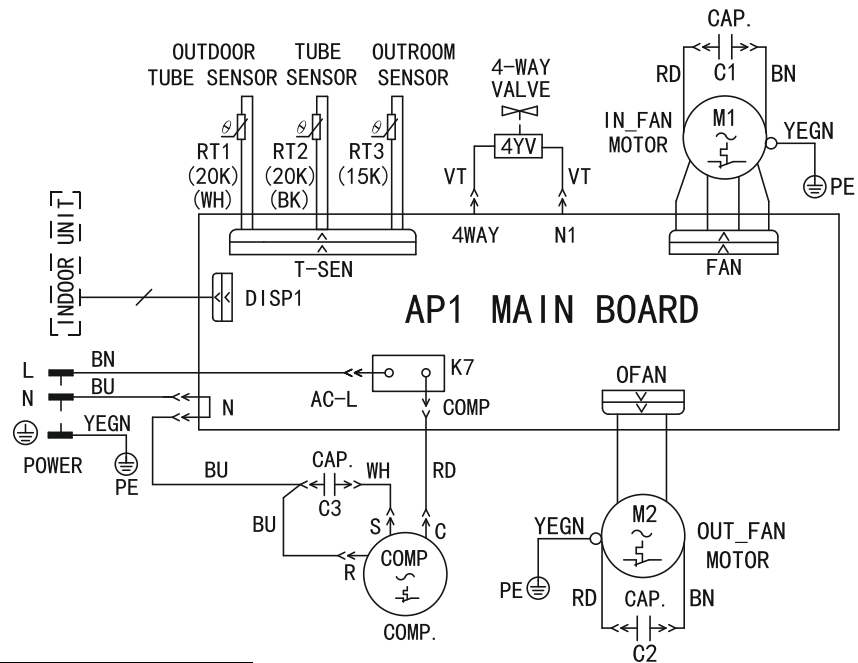 CAP.
C1
RD
BN
M1
IN_FAN
MOTOR
YEGN
PE
FAN
OUTDOOR
TUBE SENSOR
TUBE
SENSOR
OUTROOM
SENSOR
θ
θ
θ
RT1
(20K)
(WH)
RT2
(20K)
(BK)
RT3
(15K)
T-SEN
4-WAY
VALVE
4YV
VT
VT
4WAY
N1
INDOOR UNIT
DISP1
AP1 MAIN BOARD
L
BN
N
BU
YEGN
POWER
PE
N
AC-L
K7
COMP
OFAN
BU
CAP.
C3
WH
RD
BU
S
C
R
COMP
COMP.
M2
YEGN
PE
OUT_FAN
MOTOR
RD
BN
CAP.
C2